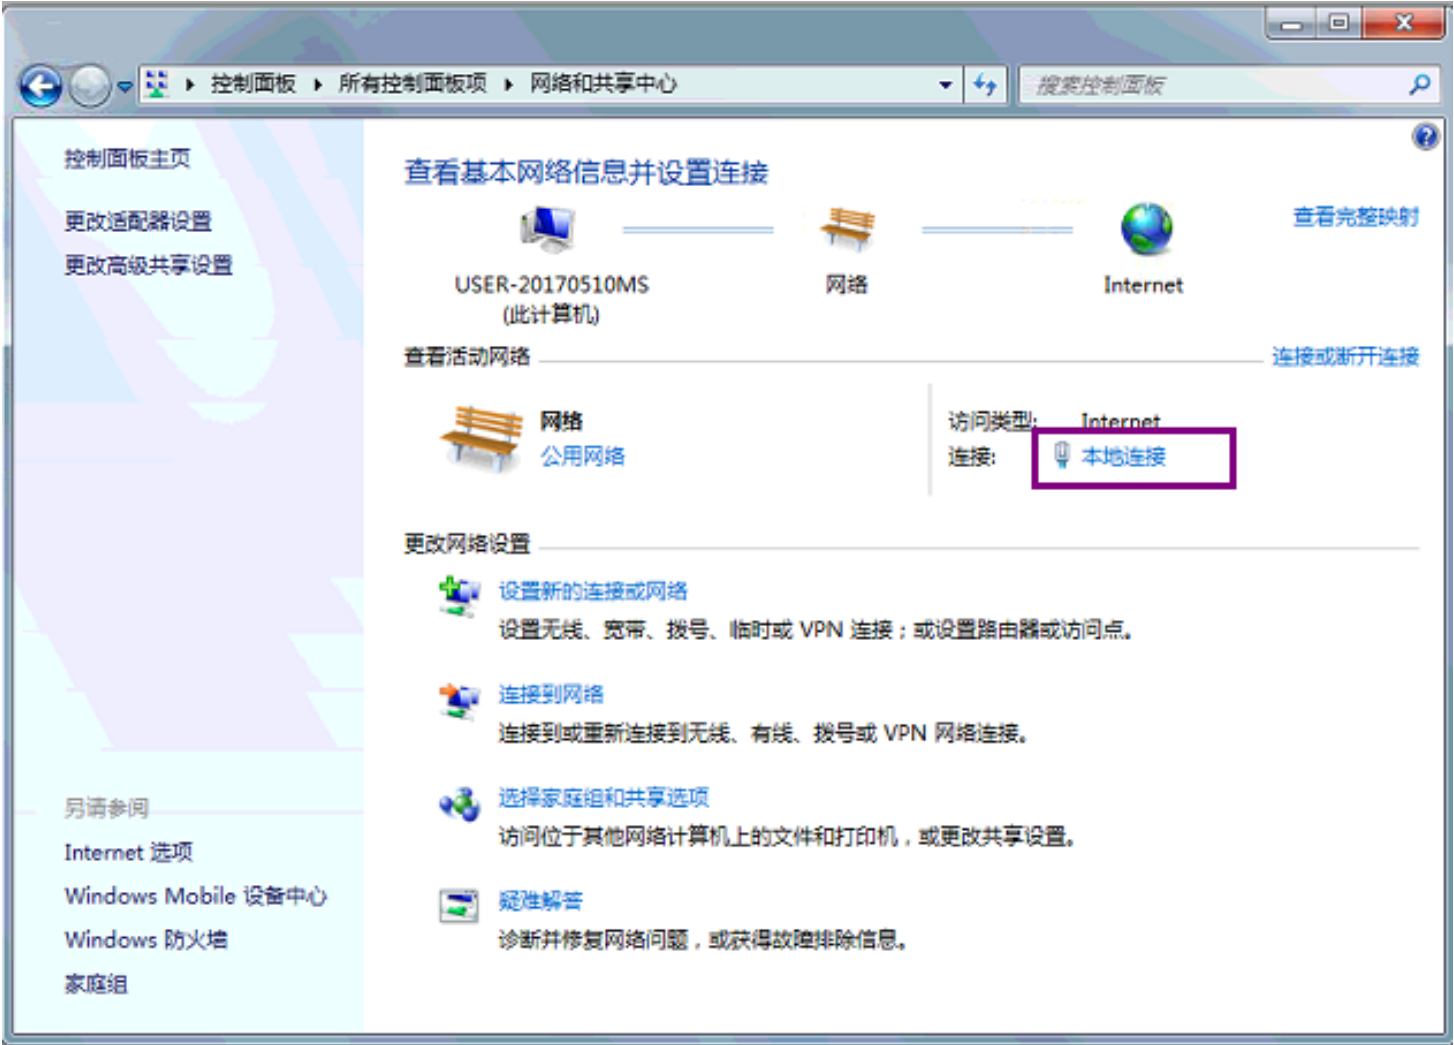 控制面板 ▸ 所有控制面板项 ▸ 网络和共享中心
搜索控制面板
控制面板主页
更改适配器设置
更改高级共享设置
查看基本网络信息并设置连接
查看完整映射
USER-20170510MS
(此计算机)
网络
Internet
查看活动网络
连接或断开连接
网络
公用网络
访问类型: Internet
连接: 本地连接
更改网络设置
设置新的连接或网络
设置无线、宽带、拨号、临时或 VPN 连接；或设置路由器或访问点。
连接到网络
连接到或重新连接到无线、有线、拨号或 VPN 网络连接。
选择家庭组和共享选项
访问位于其他网络计算机上的文件和打印机，或更改共享设置。
疑难解答
诊断并修复网络问题，或获得故障排除信息。
另请参阅
Internet 选项
Windows Mobile 设备中心
Windows 防火墙
家庭组